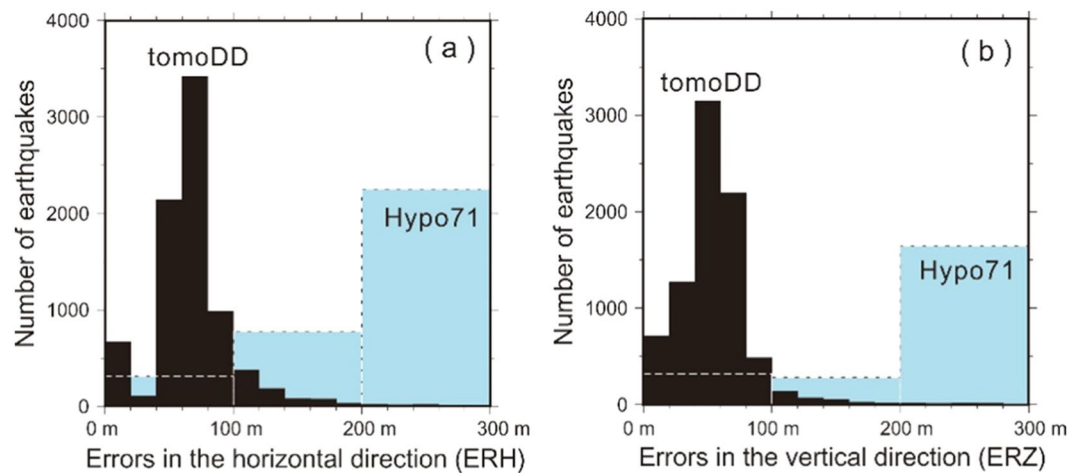 4000
3000
2000
1000
0
Number of earthquakes
tomoDD
( a )
Hypo71
0 m
100 m
200 m
300 m
Errors in the horizontal direction (ERH)
4000
3000
2000
1000
0
Number of earthquakes
tomoDD
( b )
Hypo71
0 m
100 m
200 m
300 m
Errors in the vertical direction (ERZ)